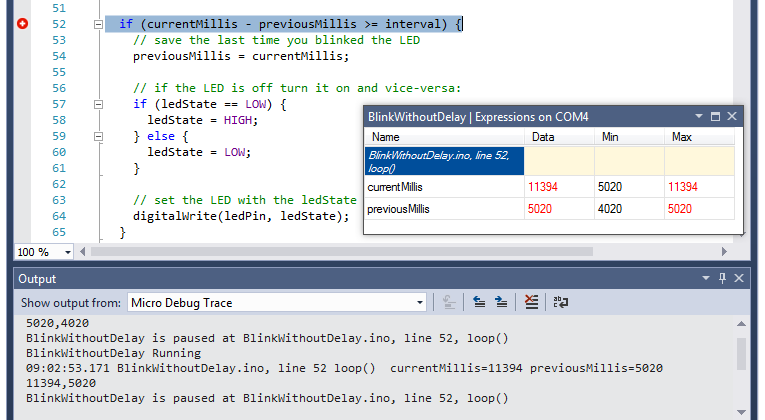 51
52 if (currentMillis - previousMillis >= interval) {
53 // save the last time you blinked the LED
54 previousMillis = currentMillis;
55
56 // if the LED is off turn it on and vice-versa:
57 if (ledState == LOW) {
58 ledState = HIGH;
59 } else {
60 ledState = LOW;
61 }
62
63 // set the LED with the ledState
64 digitalWrite(ledPin, ledState);
65 }
BlinkWithoutDelay | Expressions on COM4
Name Data Min Max
BlinkWithoutDelay.ino, line 52,
loop()
currentMillis 11394 5020 11394
previousMillis 5020 4020 5020
100 %
Output
Show output from: Micro Debug Trace
5020,4020
BlinkWithoutDelay is paused at BlinkWithoutDelay.ino, line 52, loop()
BlinkWithoutDelay Running
09:02:53.171 BlinkWithoutDelay.ino, line 52 loop() currentMillis=11394 previousMillis=5020
11394,5020
BlinkWithoutDelay is paused at BlinkWithoutDelay.ino, line 52, loop()